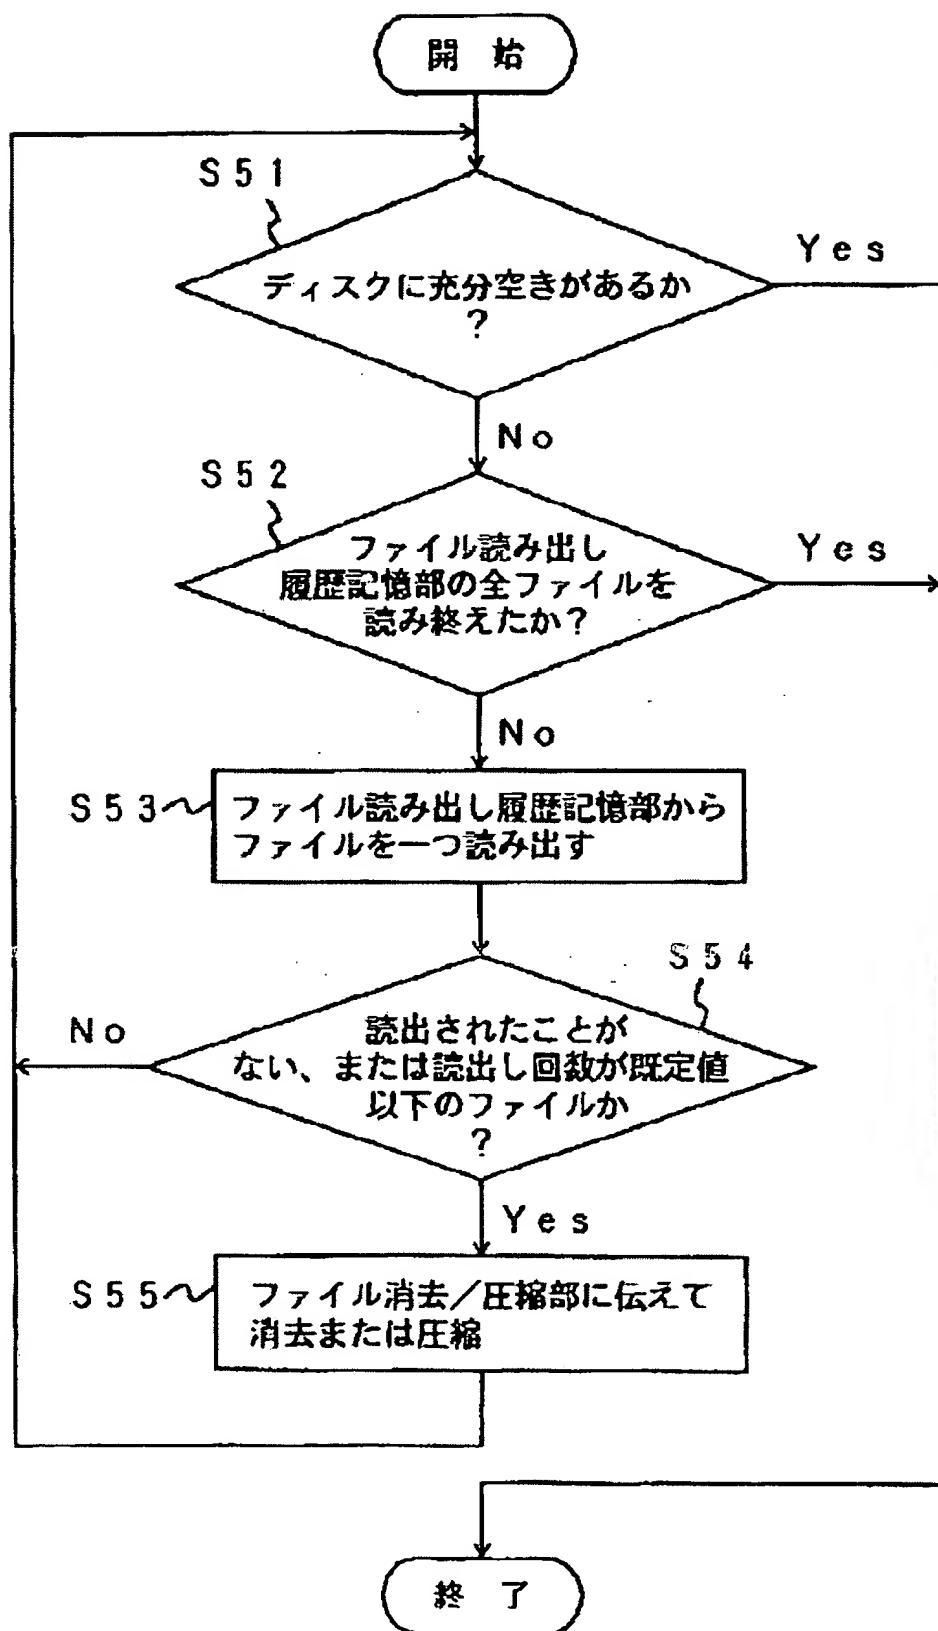 開 始
S51
ディスクに充分空きがあるか
?
Yes
No
S52
ファイル読み出し
履歴記憶部の全ファイルを
読み終えたか?
Yes
No
S53
ファイル読み出し履歴記憶部から
ファイルを一つ読み出す
S54
読出されたことが
ない、または読出し回数が既定値
以下のファイルか
?
No
Yes
S55
ファイル消去/圧縮部に伝えて
消去または圧縮
終 了